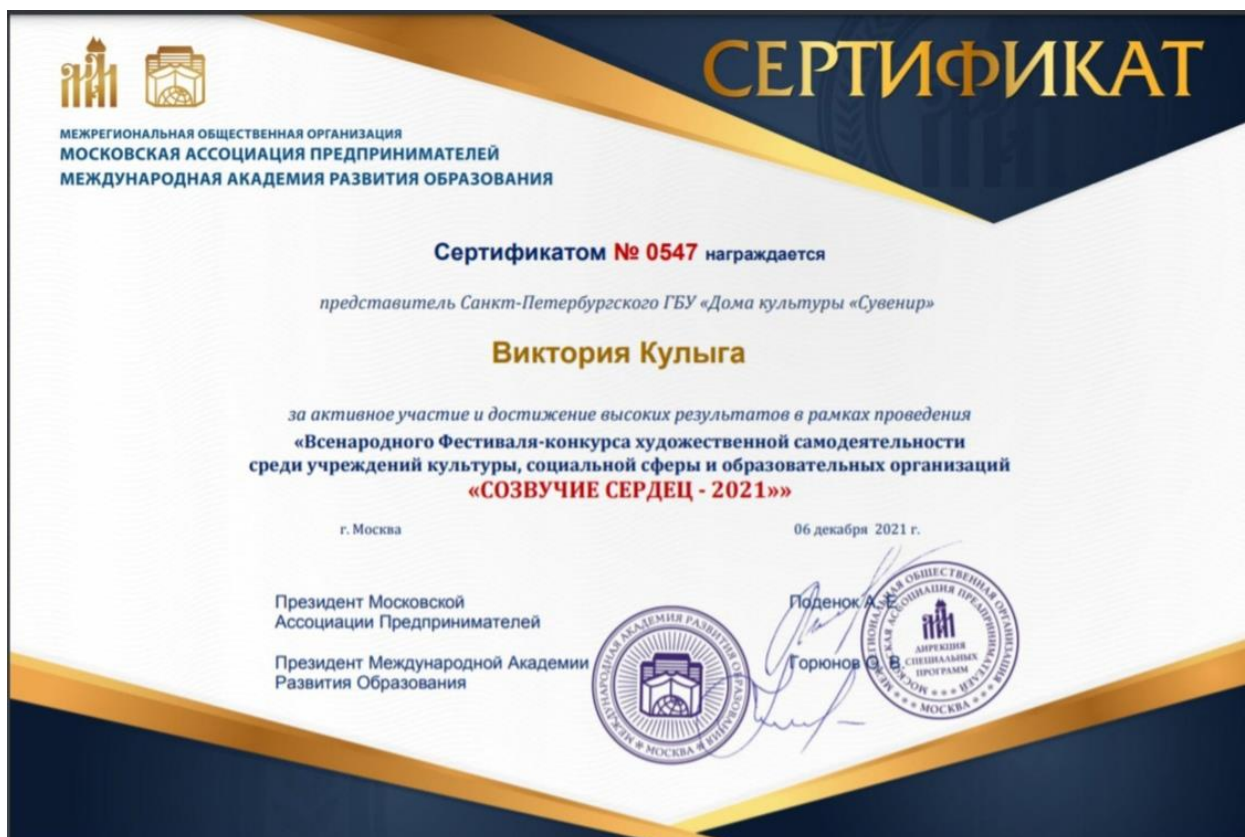 СЕРТИФИКАТ
МЕЖРЕГИОНАЛЬНАЯ ОБЩЕСТВЕННАЯ ОРГАНИЗАЦИЯ
МОСКОВСКАЯ АССОЦИАЦИЯ ПРЕДПРИНИМАТЕЛЕЙ
МЕЖДУНАРОДНАЯ АКАДЕМИЯ РАЗВИТИЯ ОБРАЗОВАНИЯ
Сертификатом № 0547 награждается
представитель Санкт-Петербургского ГБУ «Дома культуры «Сувенир»
Виктория Кулыга
за активное участие и достижение высоких результатов в рамках проведения
«Всенародного Фестиваля-конкурса художественной самодеятельности
среди учреждений культуры, социальной сферы и образовательных организаций
«СОЗВУЧИЕ СЕРДЕЦ - 2021»»
г. Москва
06 декабря 2021 г.
Президент Московской
Ассоциации Предпринимателей
Поденок А. Е.
Президент Международной Академии
Развития Образования
Горюнов О. В.
МЕЖДУНАРОДНАЯ АКАДЕМИЯ РАЗВИТИЯ ОБРАЗОВАНИЯ
МОСКВА
МЕЖРЕГИОНАЛЬНАЯ ОБЩЕСТВЕННАЯ ОРГАНИЗАЦИЯ
МОСКОВСКАЯ АССОЦИАЦИЯ ПРЕДПРИНИМАТЕЛЕЙ
ДИРЕКЦИЯ
СПЕЦИАЛЬНЫХ
ПРОГРАММ
МОСКВА